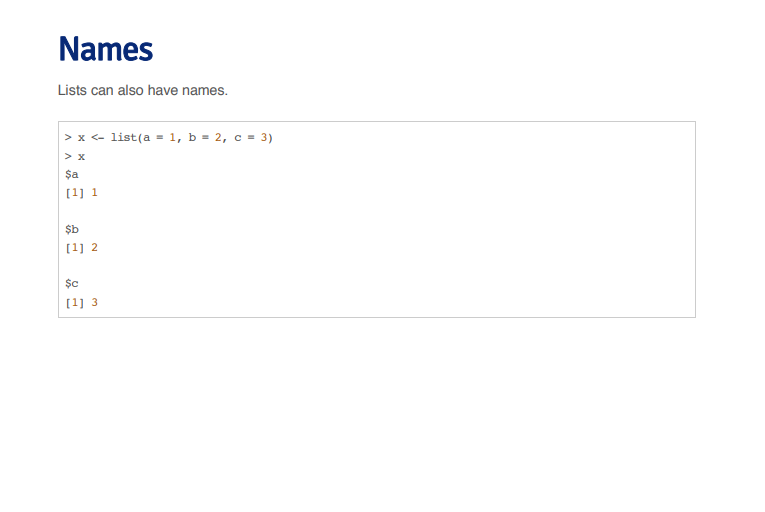 Names
Lists can also have names.
> x <- list(a = 1, b = 2, c = 3)
> x
$a
[1] 1
$b
[1] 2
$c
[1] 3